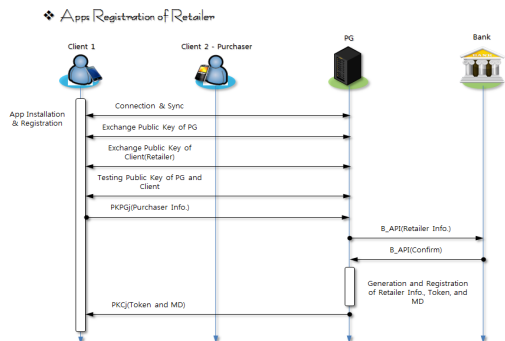 ❖ Apps Registration of Retailer
Client 1
Client 2 - Purchaser
PG
Bank
App Installation
& Registration
Connection & Sync
Exchange Public Key of PG
Exchange Public Key of
Client(Retailer)
Testing Public Key of PG and
Client
PKPGj(Purchaser Info.)
B_API(Retailer Info.)
B_API(Confirm)
Generation and Registration
of Retailer Info., Token, and
MD
PKCj(Token and MD)